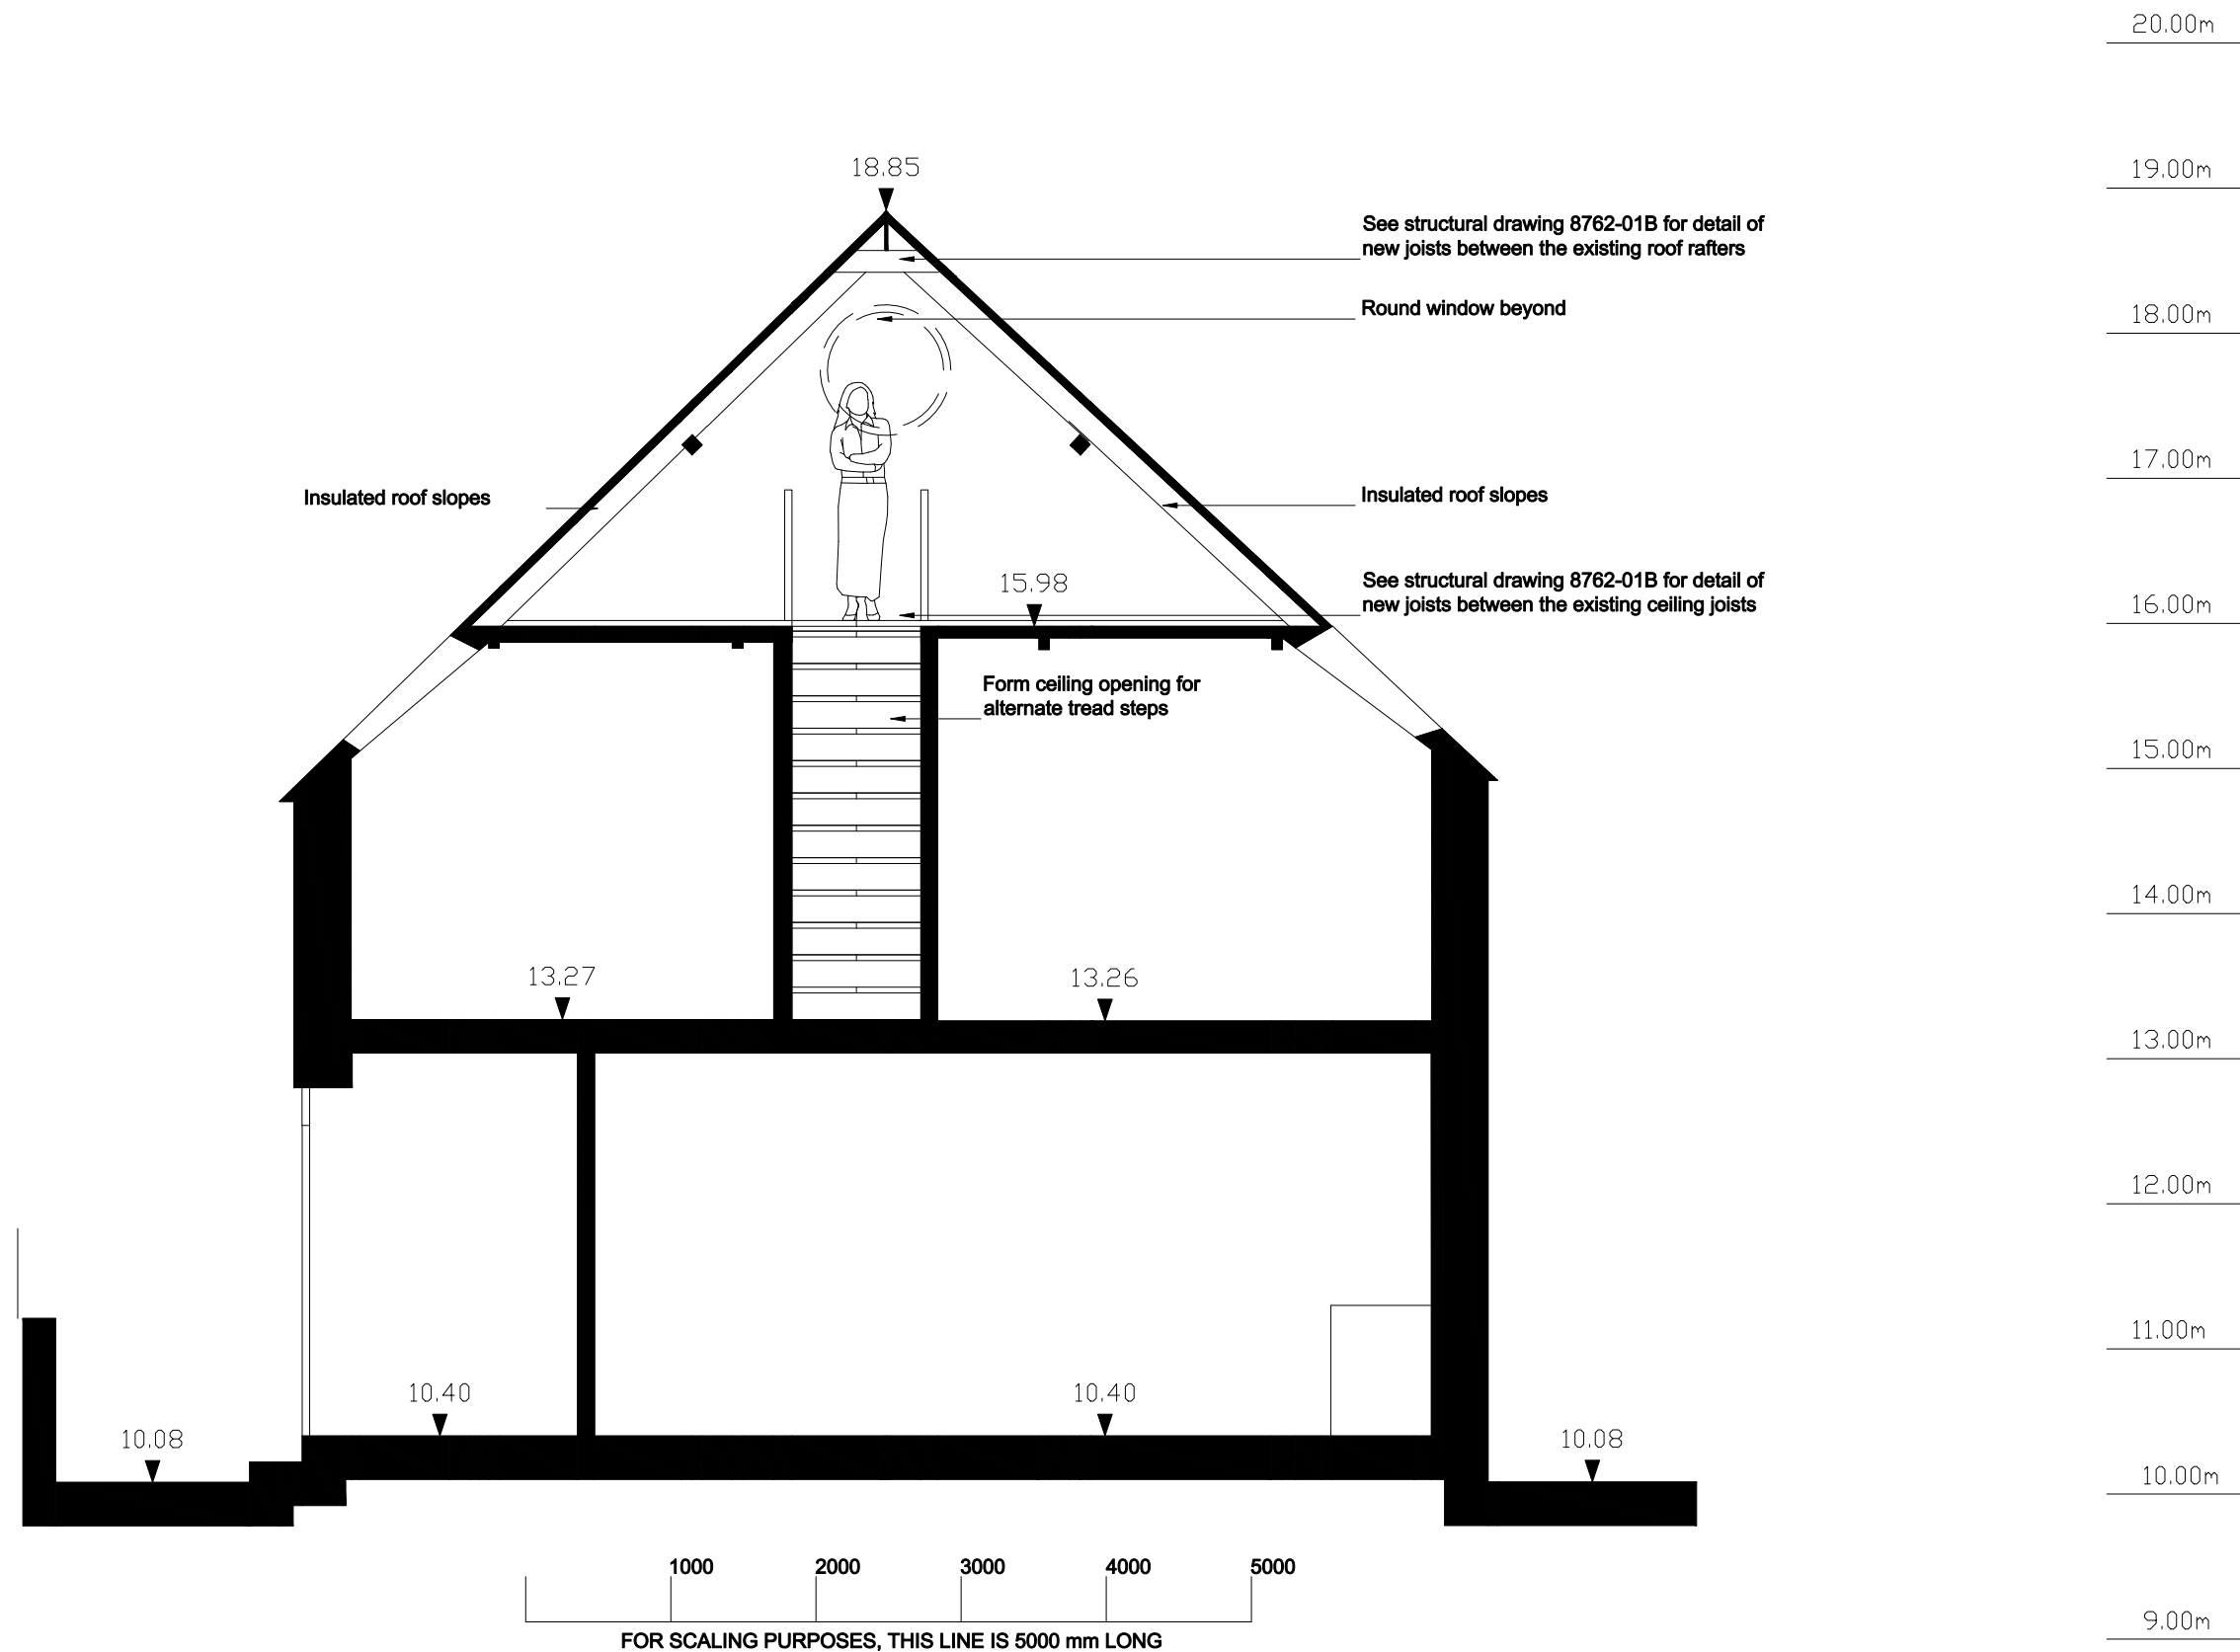 20.00m
18.85
19.00m
See structural drawing 8762-01B for detail of
new joists between the existing roof rafters
Round window beyond
18.00m
17.00m
Insulated roof slopes
Insulated roof slopes
15.98
See structural drawing 8762-01B for detail of
new joists between the existing ceiling joists
16.00m
Form ceiling opening for
alternate tread steps
15.00m
14.00m
13.27
13.26
13.00m
12.00m
11.00m
10.40
10.40
10.08
10.08
10.00m
1000 2000 3000 4000 5000
9.00m
FOR SCALING PURPOSES, THIS LINE IS 5000 mm LONG